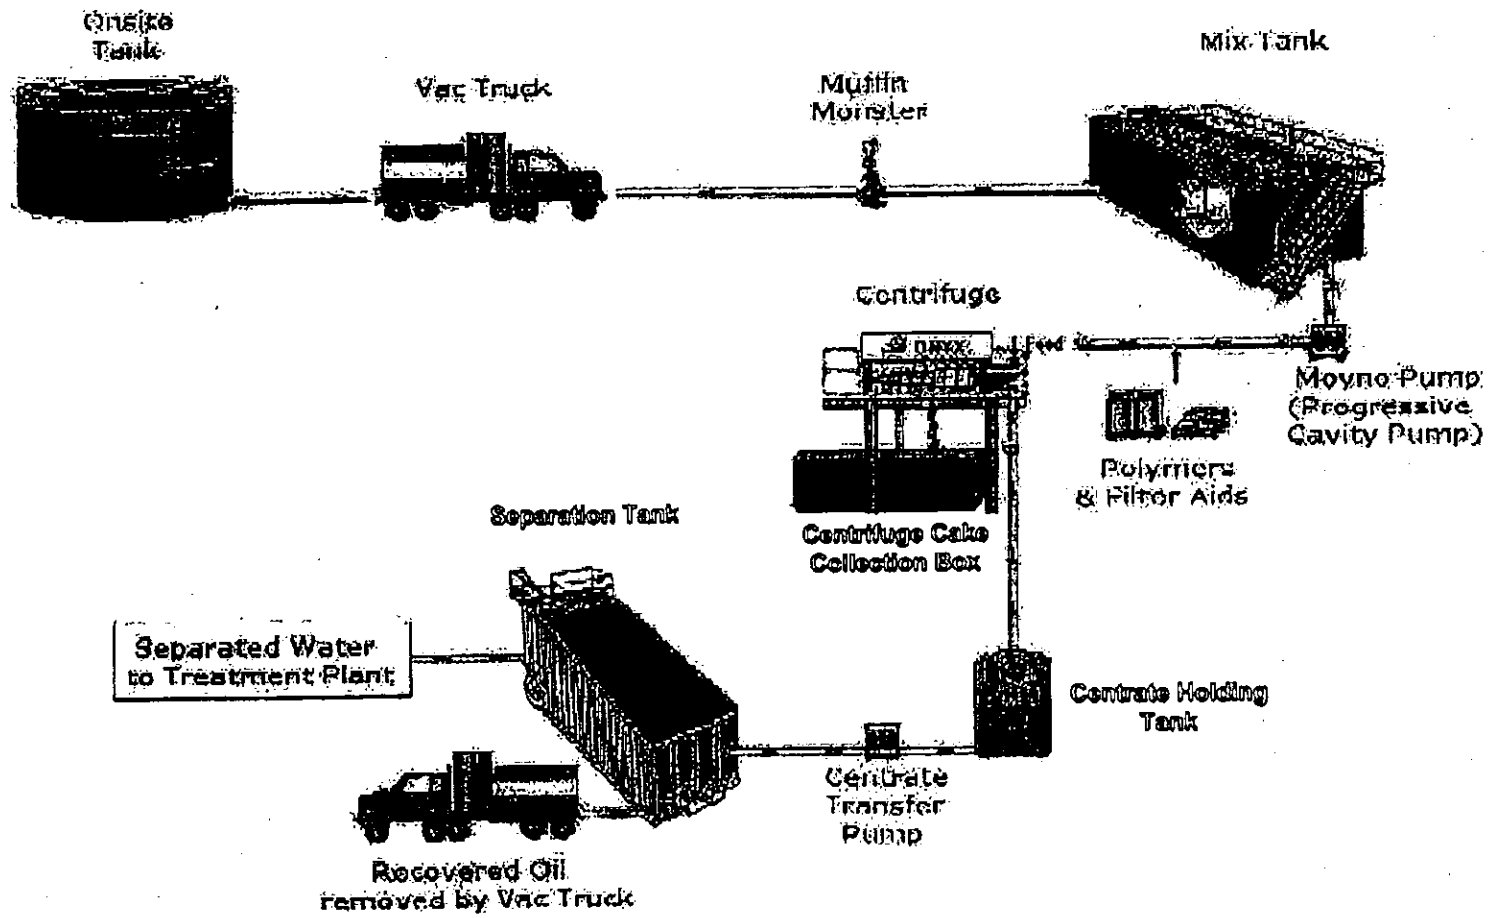 Onsite
Tank
Vac Truck
Muffin
Monster
Mix Tank
Centrifuge
Feed
Moyno Pump
(Progressive
Cavity Pump)
Polymers
& Filter Aids
Centrifuge Cake
Collection Box
Separation Tank
Separated Water
to Treatment Plant
Centrate Holding
Tank
Centrate
Transfer
Pump
Recovered Oil
removed by Vac Truck